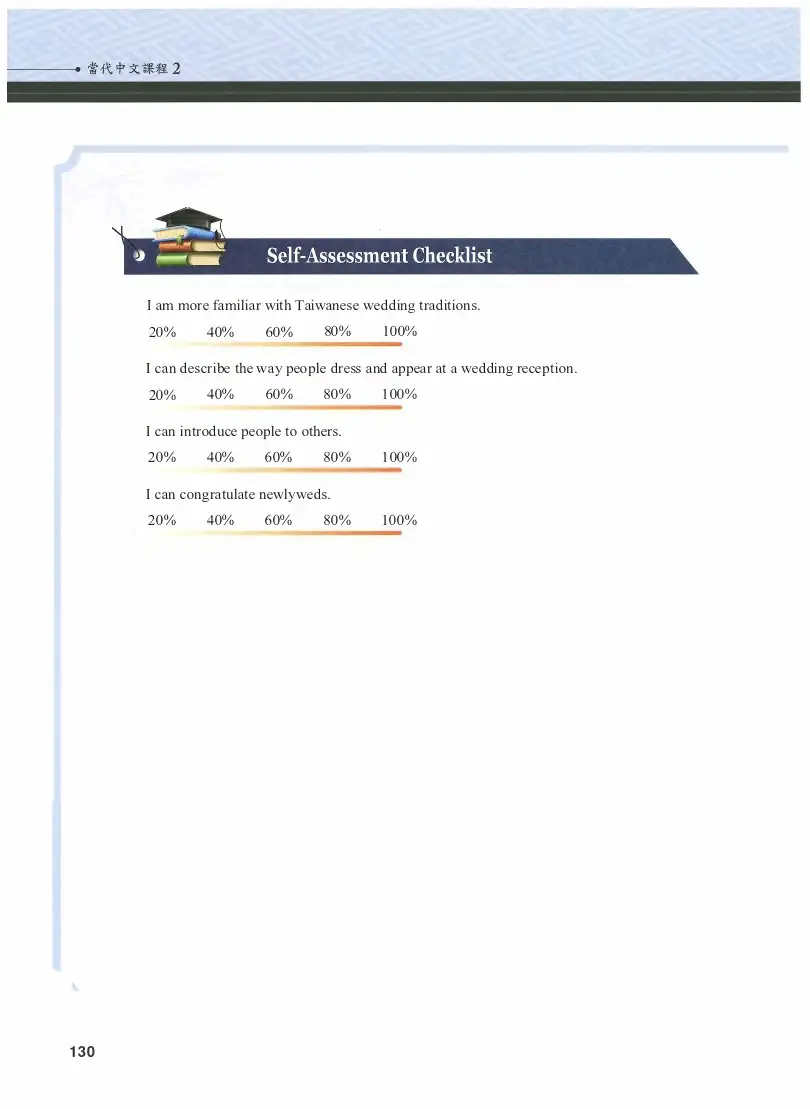 當代中文課程 2
Self-Assessment Checklist
I am more familiar with Taiwanese wedding traditions.
20% 40% 60% 80% 100%
I can describe the way people dress and appear at a wedding reception.
20% 40% 60% 80% 100%
I can introduce people to others.
20% 40% 60% 80% 100%
I can congratulate newlyweds.
20% 40% 60% 80% 100%
130